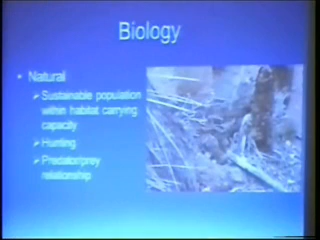 Biology
• Natural
➢ Sustainable population
within habitat carrying
capacity
➢ Hunting
➢ Predator/prey
relationship